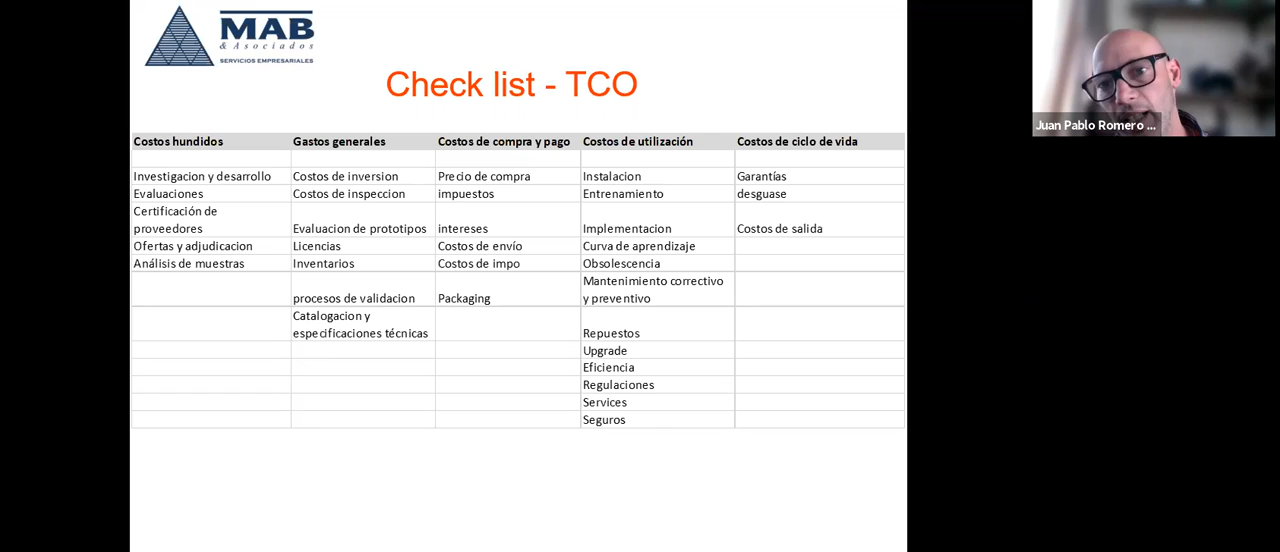 MAB
& Asociados
SERVICIOS EMPRESARIALES
Check list - TCO
Costos hundidos Gastos generales Costos de compra y pago Costos de utilización Costos de ciclo de vida
Investigacion y desarrollo Costos de inversion Precio de compra Instalacion Garantías
Evaluaciones Costos de inspeccion impuestos Entrenamiento desguase
Certificación de
proveedores Evaluacion de prototipos intereses Implementacion Costos de salida
Ofertas y adjudicacion Licencias Costos de envío Curva de aprendizaje
Análisis de muestras Inventarios Costos de impo Obsolescencia
Mantenimiento correctivo
procesos de validacion Packaging y preventivo
Catalogacion y
especificaciones técnicas Repuestos
Upgrade
Eficiencia
Regulaciones
Services
Seguros
Juan Pablo Romero ...